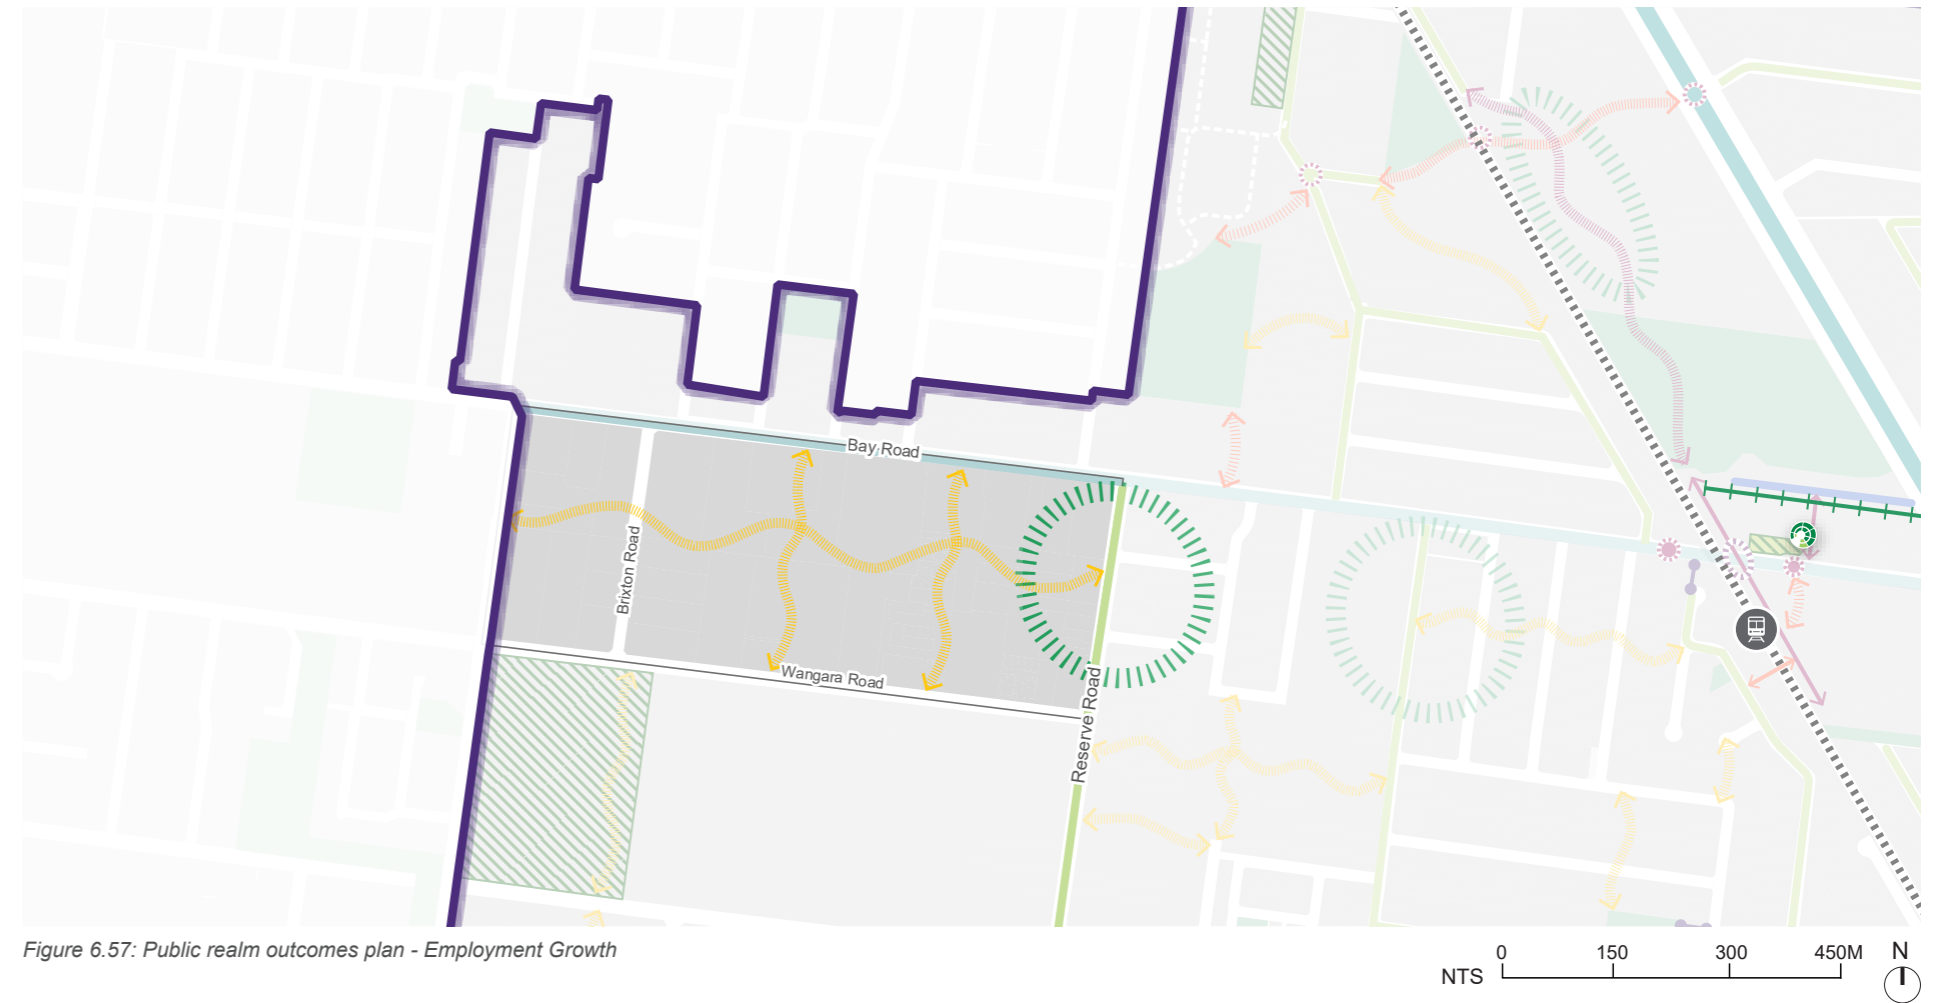 Bay Road
Brixton Road
Wangara Road
Reserve Road
Figure 6.57: Public realm outcomes plan - Employment Growth
NTS
0 150 300 450M
N